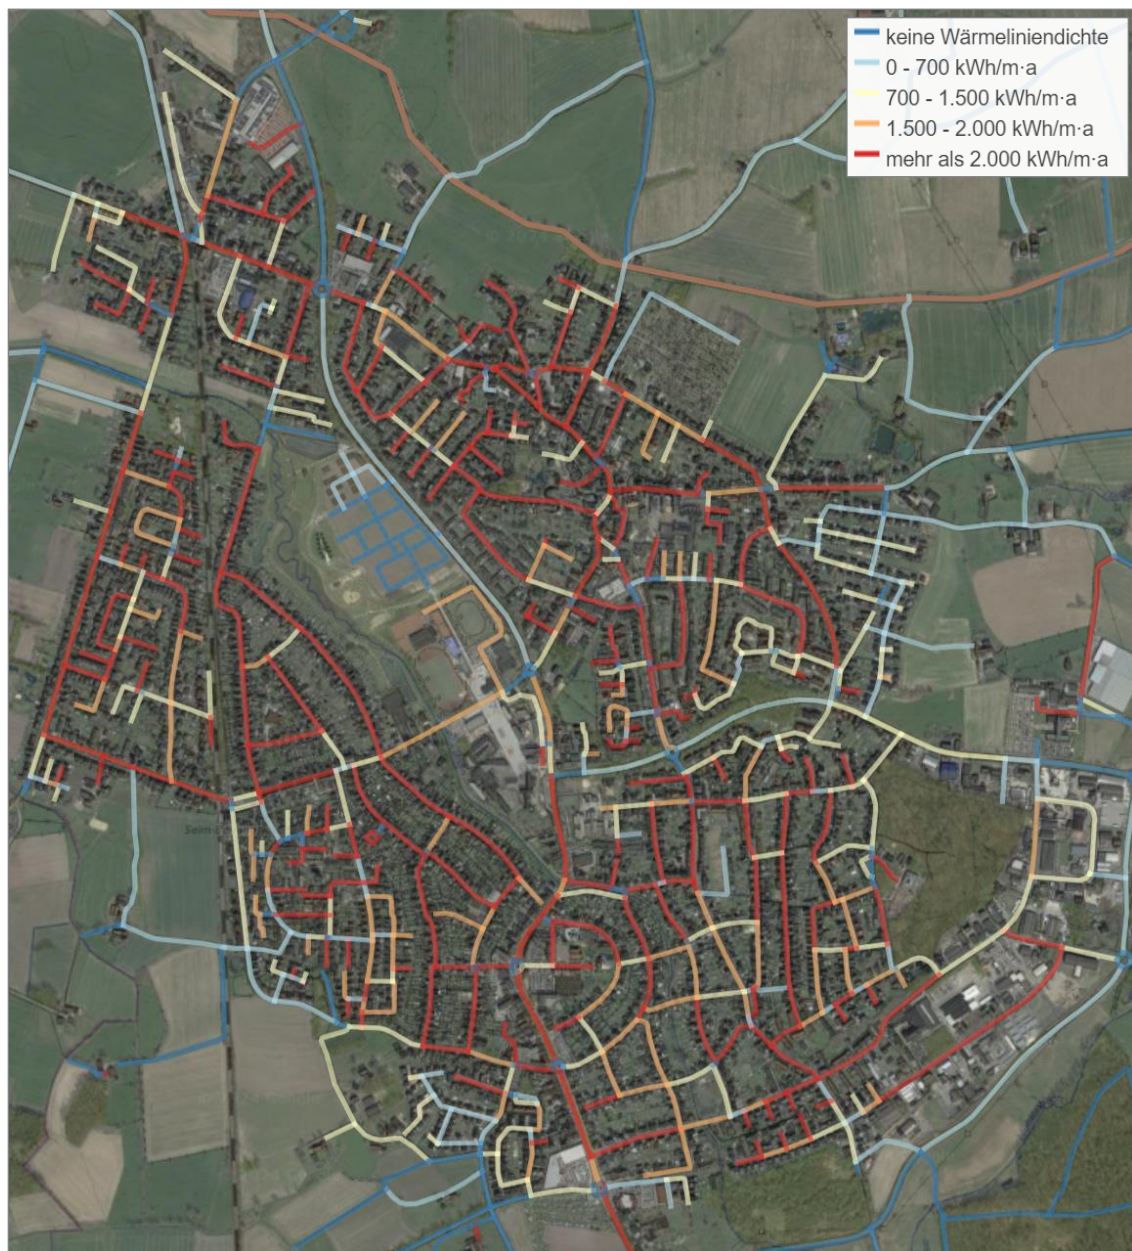 keine Wärmeliniendichte
0 - 700 kWh/m·a
700 - 1.500 kWh/m·a
1.500 - 2.000 kWh/m·a
mehr als 2.000 kWh/m·a